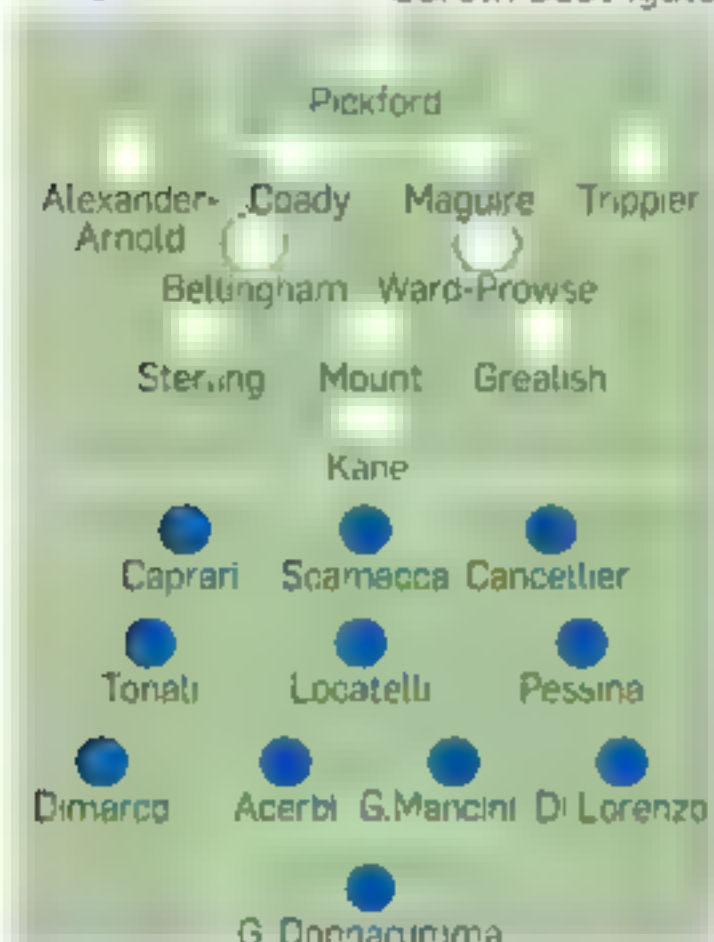 Pickford
Alexander- Coady Maguire Trippier
Arnold
Bellingham Ward-Prowse
Sterling Mount Grealish
Kane
Caprari Scamacca Cancellier
Tonali Locatelli Pessina
Dimarco Acerbi G.Mancini Di Lorenzo
G. Donnarumma